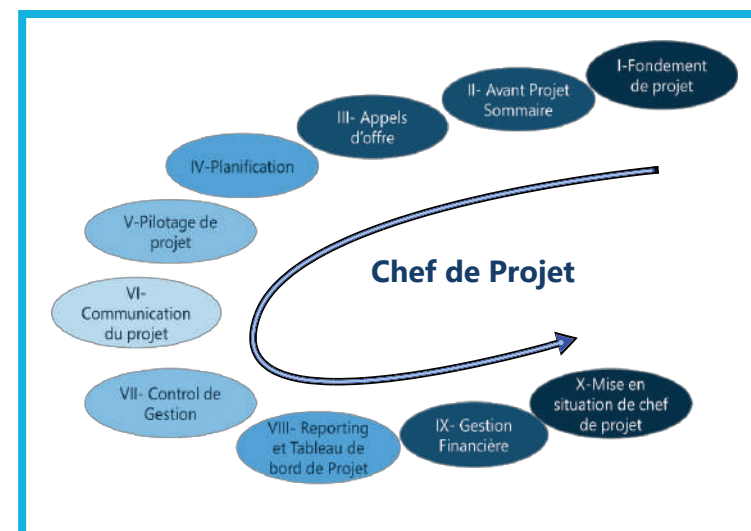 I-Fondement
de projet
II- Avant Projet
Sommaire
III- Appels
d'offre
IV-Planification
V-Pilotage de
projet
Chef de Projet
VI-
Communication
du projet
VII- Control de
Gestion
VIII- Reporting
et Tableau de
bord de Projet
IX- Gestion
Financière
X-Mise en
situation de chef
de projet